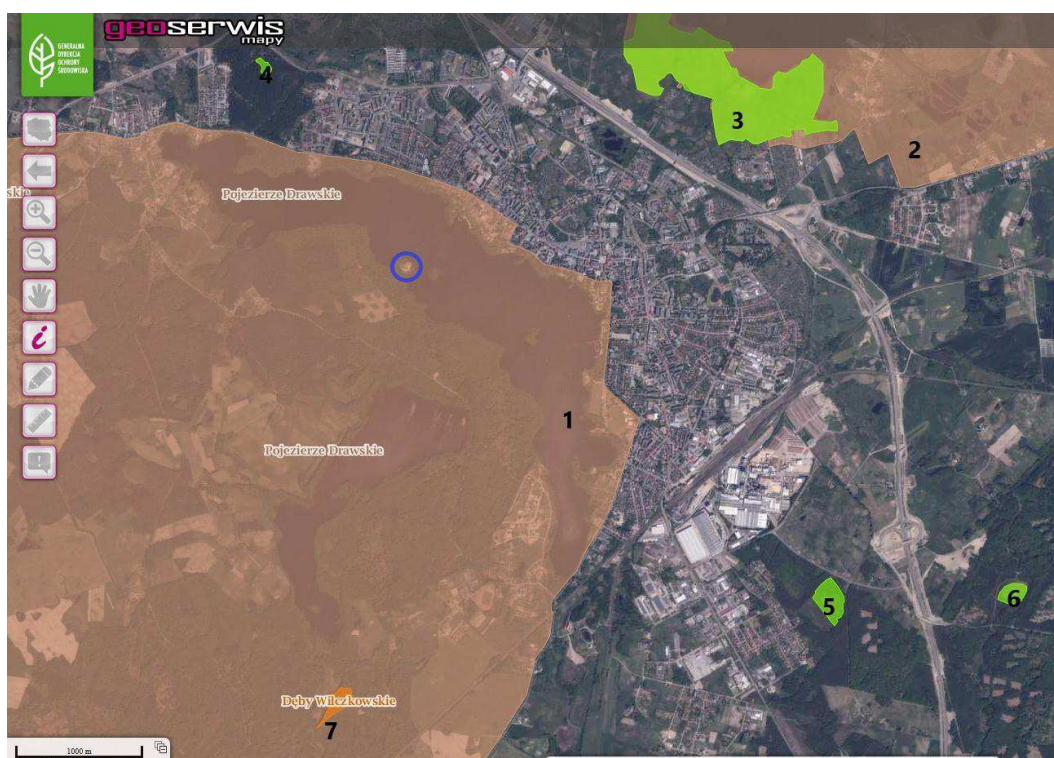 GENERALNA
DYREKCJA
OCHRONY
ŚRODOWISKA
geoserwis
mapy
4
3
2
skie
Pojezierze Drawskie
i
1
Pojezierze Drawskie
5
6
Dęby Wilczkowskie
7
1000 m